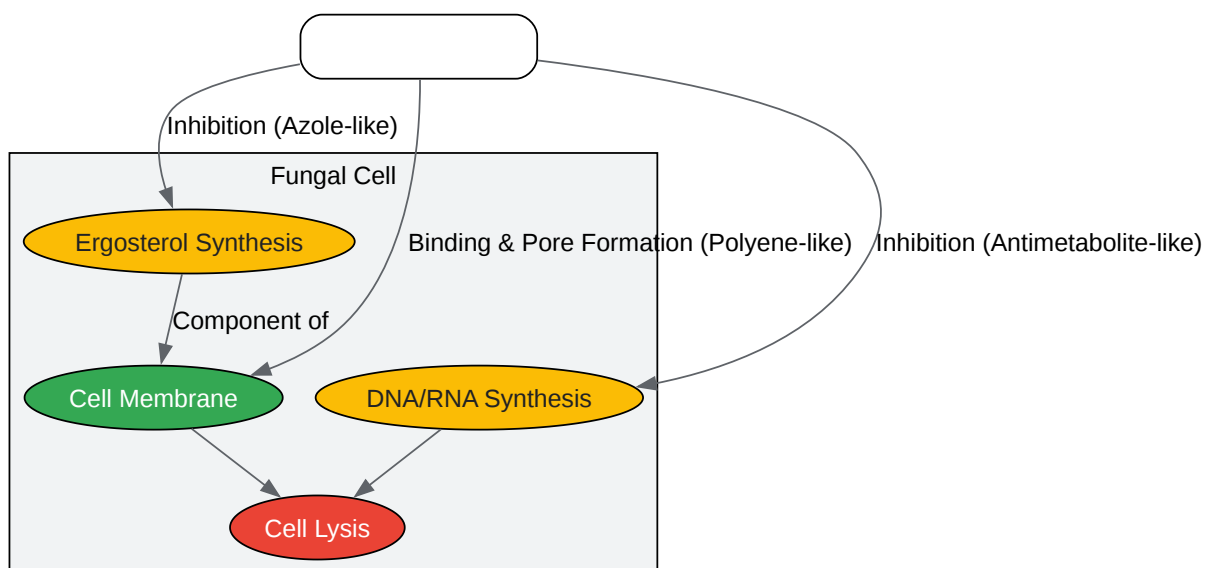 Inhibition (Azole-like)
Fungal Cell
Ergosterol Synthesis
Binding & Pore Formation (Polyene-like)
Inhibition (Antimetabolite-like)
Component of
Cell Membrane
DNA/RNA Synthesis
Cell Lysis